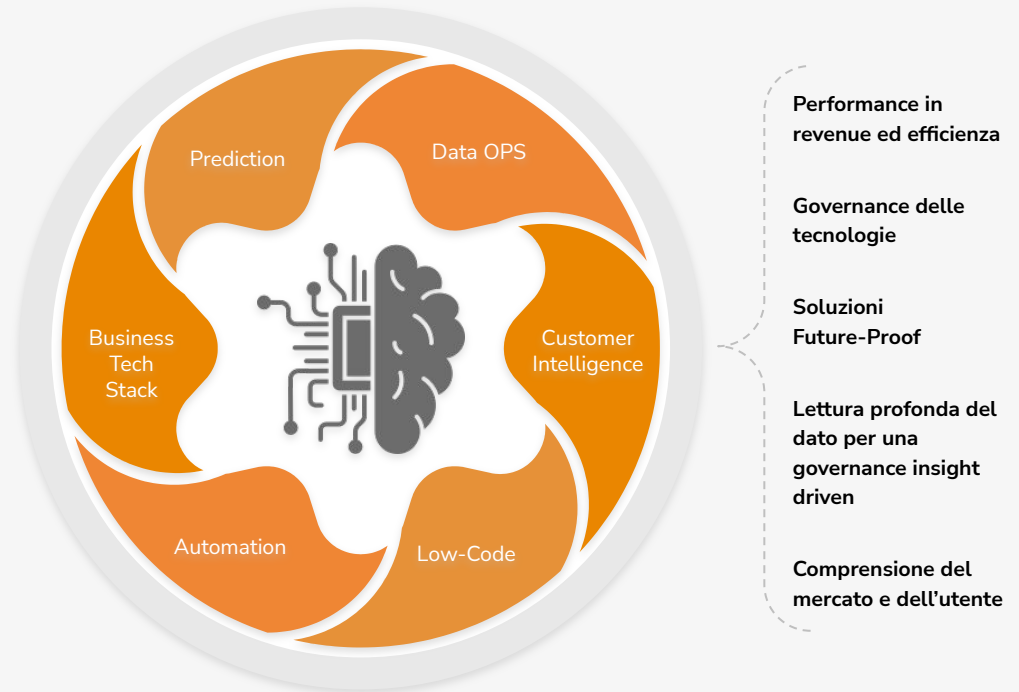 Prediction
Data OPS
Business
Tech
Stack
Customer
Intelligence
Automation
Low-Code
Performance in
revenue ed efficienza
Governance delle
tecnologie
Soluzioni
Future-Proof
Lettura profonda del
dato per una
governance insight
driven
Comprensione del
mercato e dell’utente